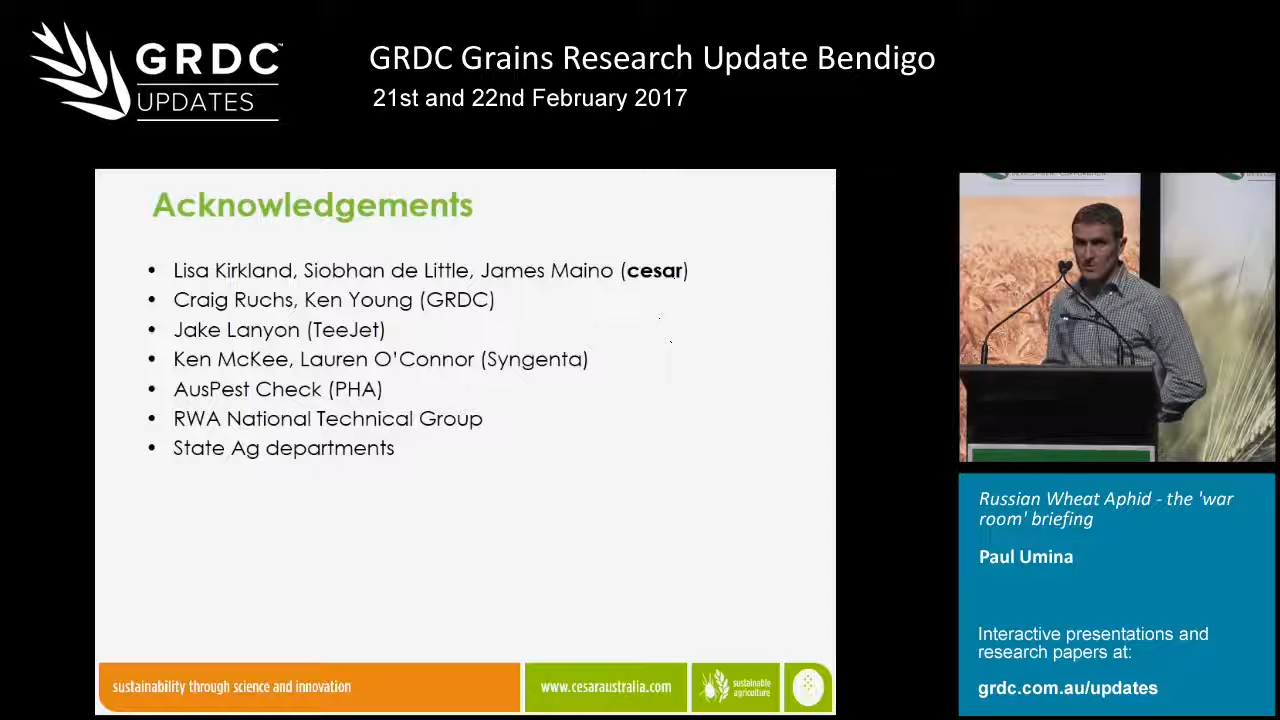 GRDC™
UPDATES
GRDC Grains Research Update Bendigo
21st and 22nd February 2017
Acknowledgements
• Lisa Kirkland, Siobhan de Little, James Maino (cesar)
• Craig Ruchs, Ken Young (GRDC)
• Jake Lanyon (TeeJet)
• Ken McKee, Lauren O’Connor (Syngenta)
• AusPest Check (PHA)
• RWA National Technical Group
• State Ag departments
sustainability through science and innovation
www.cesaraustralia.com
sustainable
agriculture
Russian Wheat Aphid - the 'war
room' briefing
Paul Umina
Interactive presentations and
research papers at:
grdc.com.au/updates